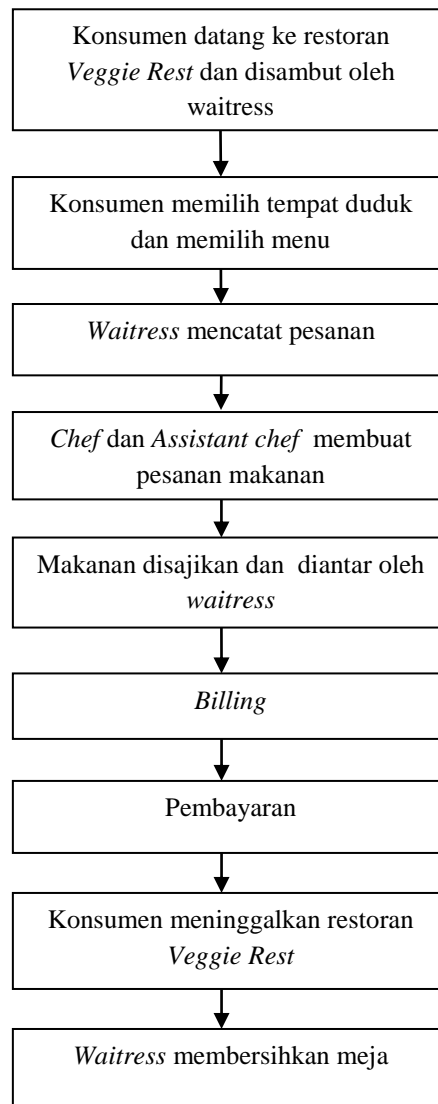 Konsumen datang ke restoran
Veggie Rest dan disambut oleh
waitress
Konsumen memilih tempat duduk
dan memilih menu
Waitress mencatat pesanan
Chef dan Assistant chef membuat
pesanan makanan
Makanan disajikan dan diantar oleh
waitress
Billing
Pembayaran
Konsumen meninggalkan restoran
Veggie Rest
Waitress membersihkan meja